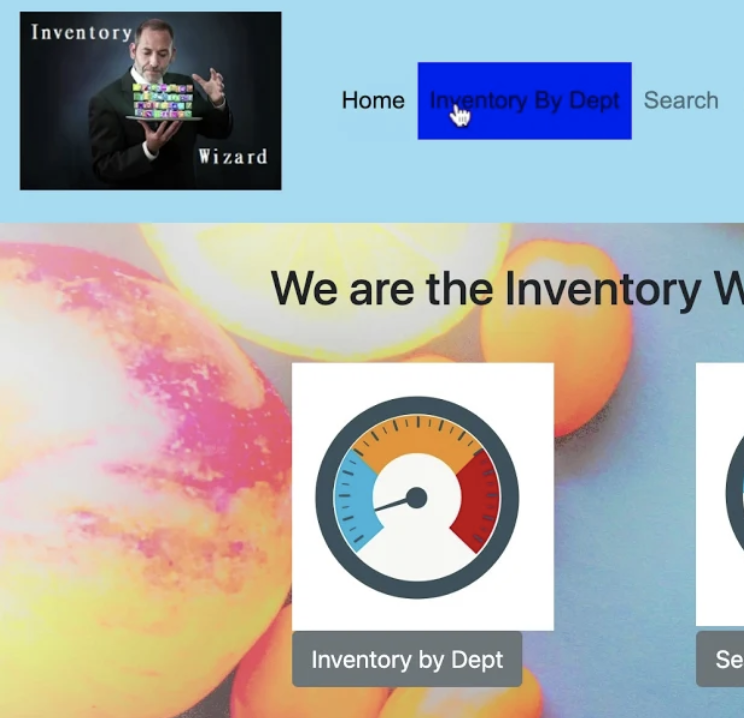 Inventory
Wizard
Home Inventory By Dept Search
We are the Inventory W
Inventory by Dept
Se